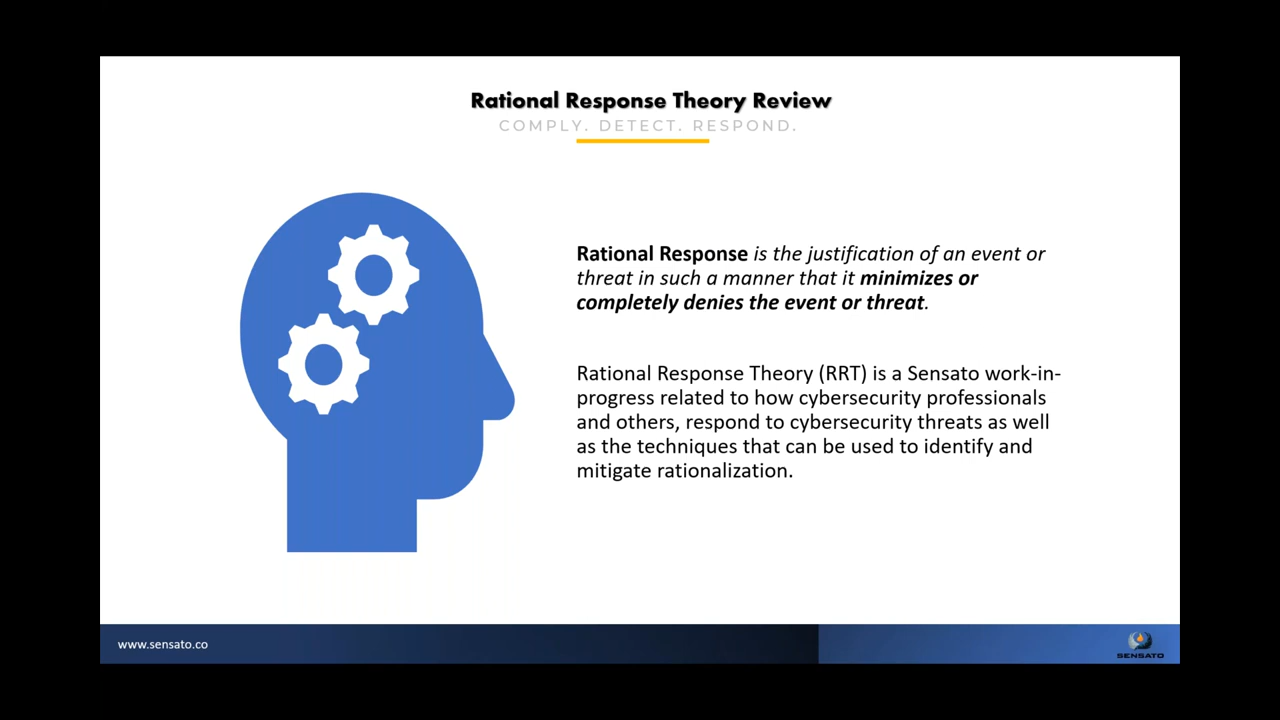 Rational Response Theory Review
COMPLY. DETECT. RESPOND.
Rational Response is the justification of an event or
threat in such a manner that it minimizes or
completely denies the event or threat.
Rational Response Theory (RRT) is a Sensato work-in-
progress related to how cybersecurity professionals
and others, respond to cybersecurity threats as well
as the techniques that can be used to identify and
mitigate rationalization.
www.sensato.co
SENSATO